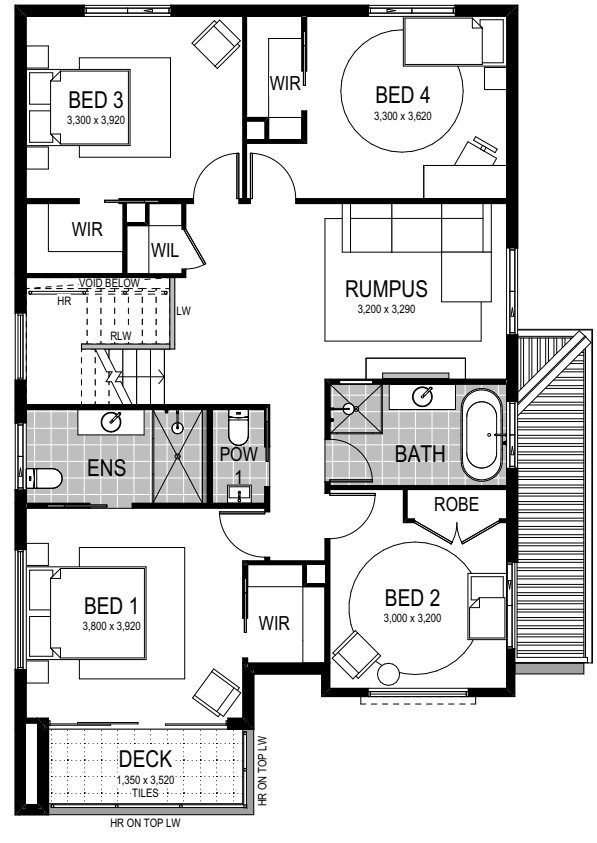 BED 3
3,300 x 3,920
WIR
BED 4
3,300 x 3,620
WIR
WIL
RUMPUS
3,200 x 3,290
VOID BELOW
HR
LW
RLW
ENS
POW
1
BATH
ROBE
BED 1
3,800 x 3,920
WIR
BED 2
3,000 x 3,200
DECK
1,350 x 3,520
TILES
HR ON TOP LW
HR ON TOP LW